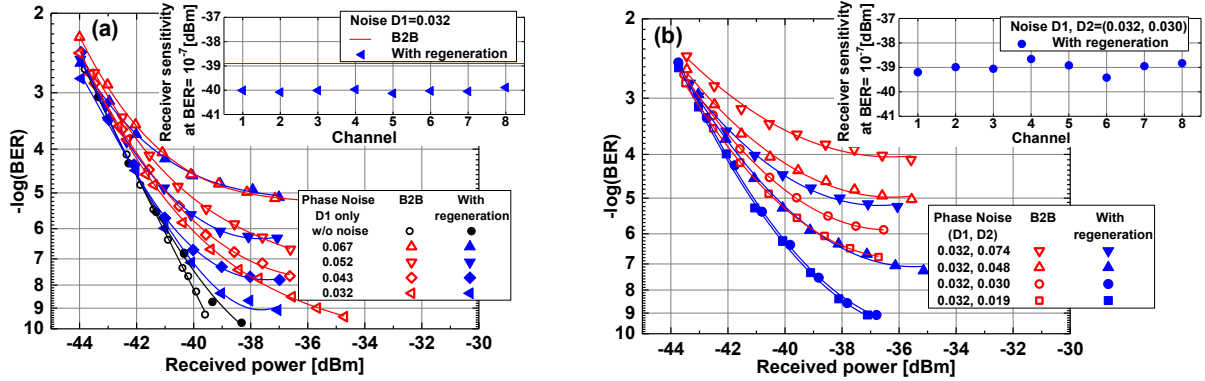 (a)
-log(BER)
2
3
4
5
6
7
8
9
10
-44 -42 -40 -38 -36 -34 -32 -30
Received power [dBm]
Receiver sensitivity
at BER= 10⁻⁷[dBm]
-37
-38
-39
-40
-41
1 2 3 4 5 6 7 8
Channel
Noise D1=0.032
B2B
With regeneration
Phase Noise B2B With
D1 only regeneration
w/o noise
0.067
0.052
0.043
0.032
(b)
-log(BER)
2
3
4
5
6
7
8
9
10
-44 -42 -40 -38 -36 -34 -32 -30
Received power [dBm]
Receiver sensitivity
at BER= 10⁻⁷[dBm]
-37
-38
-39
-40
-41
1 2 3 4 5 6 7 8
Channel
Noise D1, D2=(0.032, 0.030)
With regeneration
Phase Noise B2B With
(D1, D2) regeneration
0.032, 0.074
0.032, 0.048
0.032, 0.030
0.032, 0.019